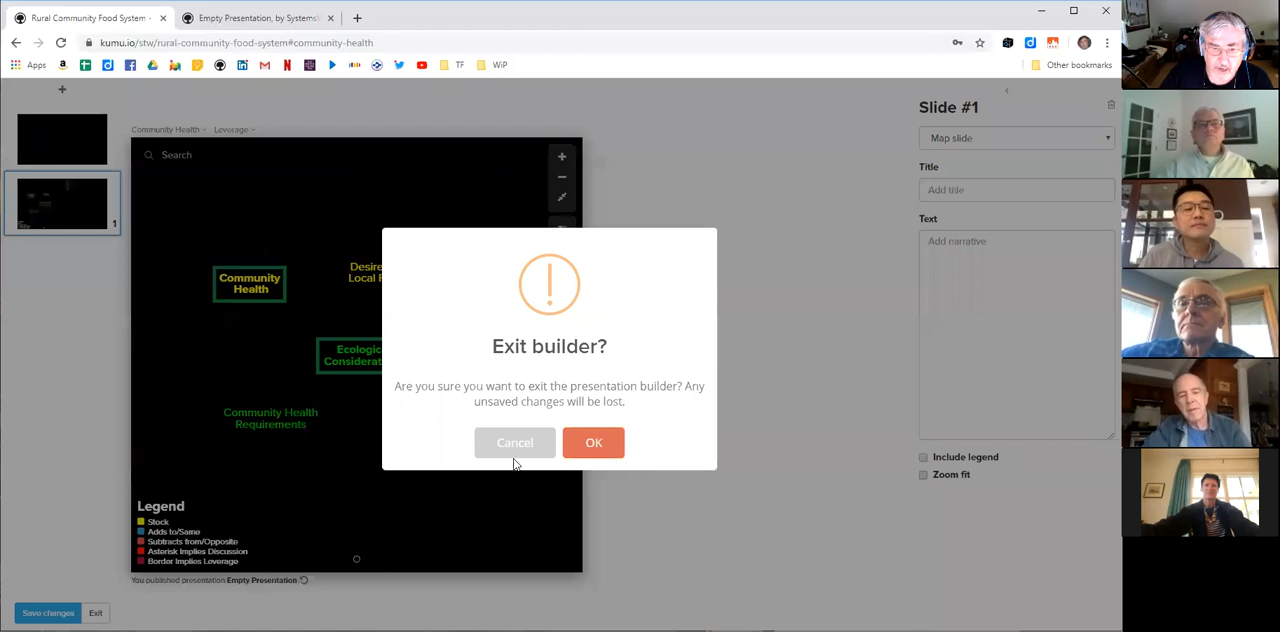 Rural Community Food System -
Empty Presentation, by Systems
kumu.io/stw/rural-community-food-system#community-health
Apps
TF
WiP
Other bookmarks
Community Health
Leverage
Search
1
Community
Health
Desire
Local F
Ecologic
Considerat
Community Health
Requirements
Legend
Stock
Adds to/Same
Subtracts from/Opposite
Asterisk Implies Discussion
Border Implies Leverage
You published presentation Empty Presentation
Save changes
Exit
Exit builder?
Are you sure you want to exit the presentation builder? Any
unsaved changes will be lost.
Cancel
OK
Slide #1
Map slide
Title
Add title
Text
Add narrative
Include legend
Zoom fit